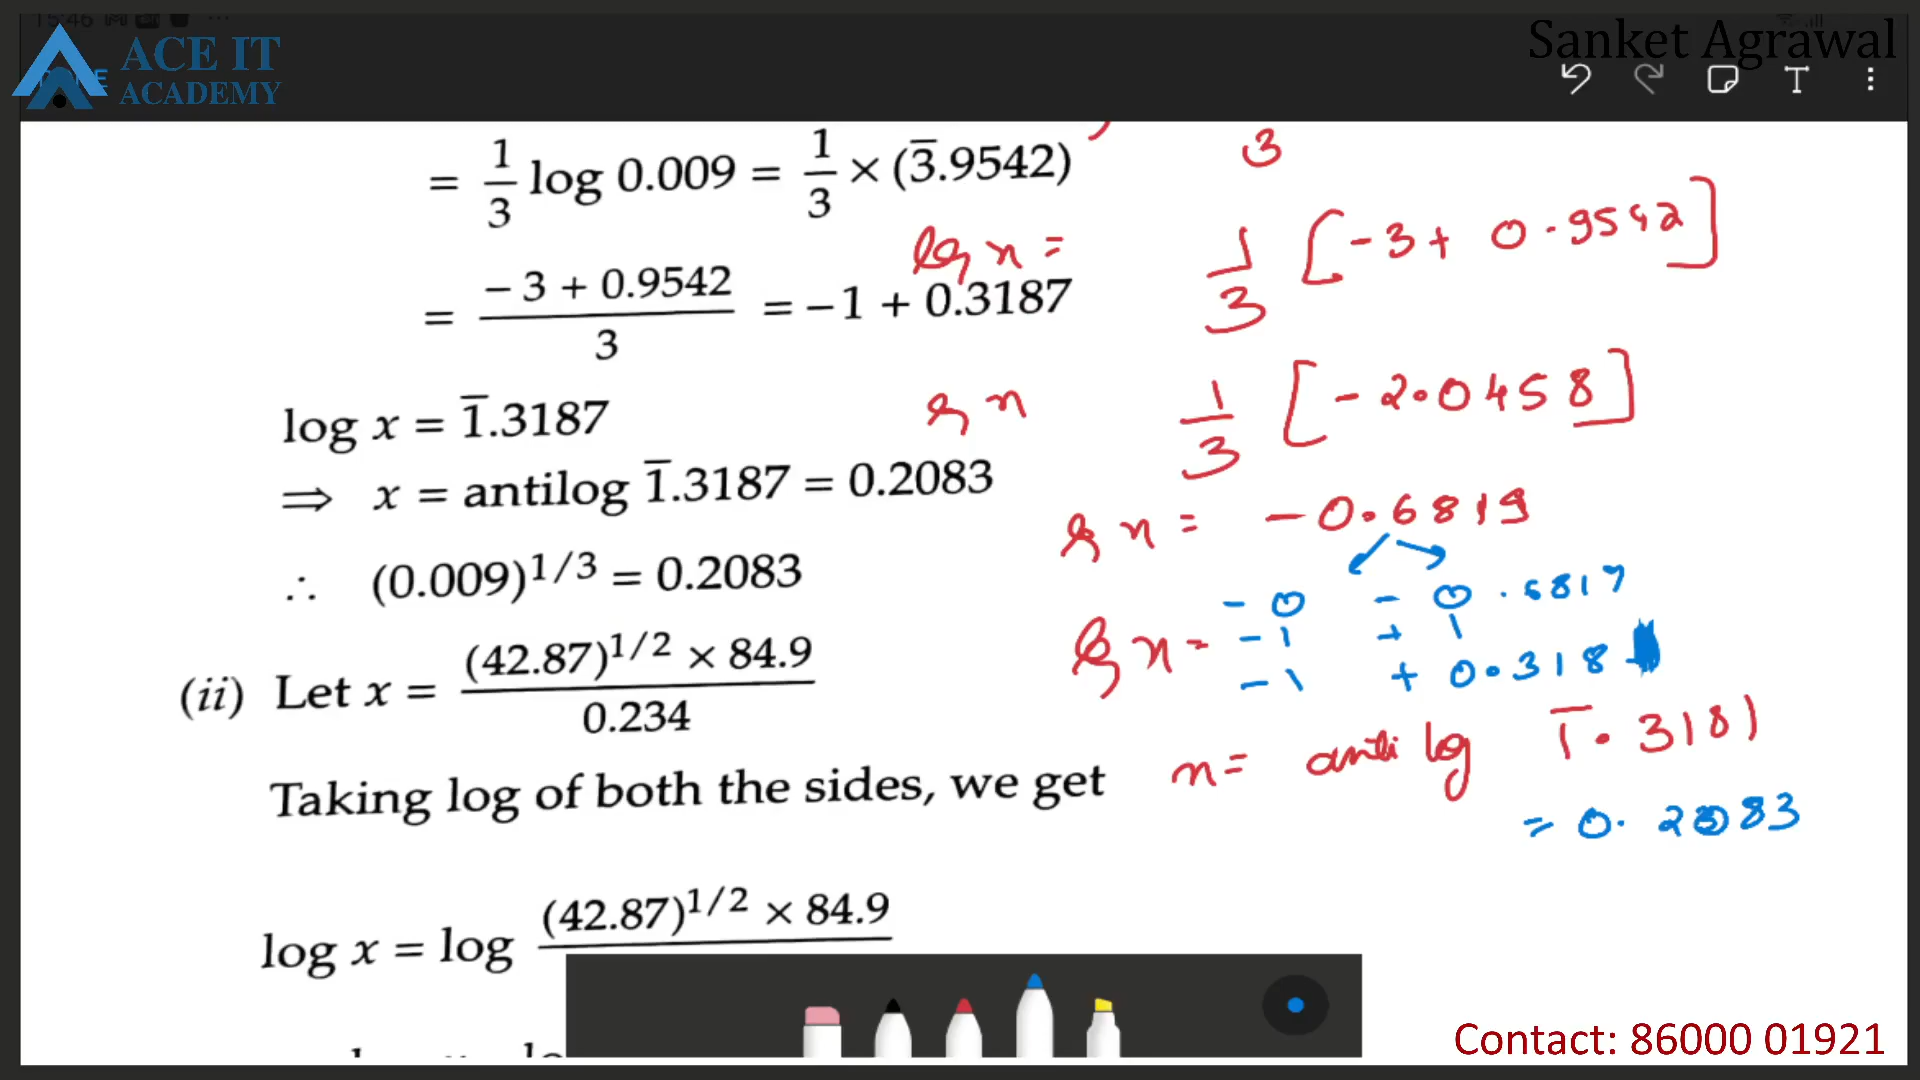 15:46
ACE IT
ACADEMY
Sanket Agrawal
T
= 1/3 log 0.009 = 1/3 × (3̅.9542)
= (− 3 + 0.9542)/3 = − 1 + 0.3187
log x = 1̅.3187
⇒ x = antilog 1̅.3187 = 0.2083
∴ (0.009)^1/3 = 0.2083
(ii) Let x = ((42.87)^1/2 × 84.9)/0.234
Taking log of both the sides, we get
log x = log (42.87)^1/2 × 84.9
3
log x = 1/3 [-3 + 0.9542]
log x 1/3 [-2.0458]
log x = -0.6819
-0 -0.6819
log x = -1 + 1
-1 + 0.3181
x = antilog 1̅.3181
= 0.2083
Contact: 86000 01921